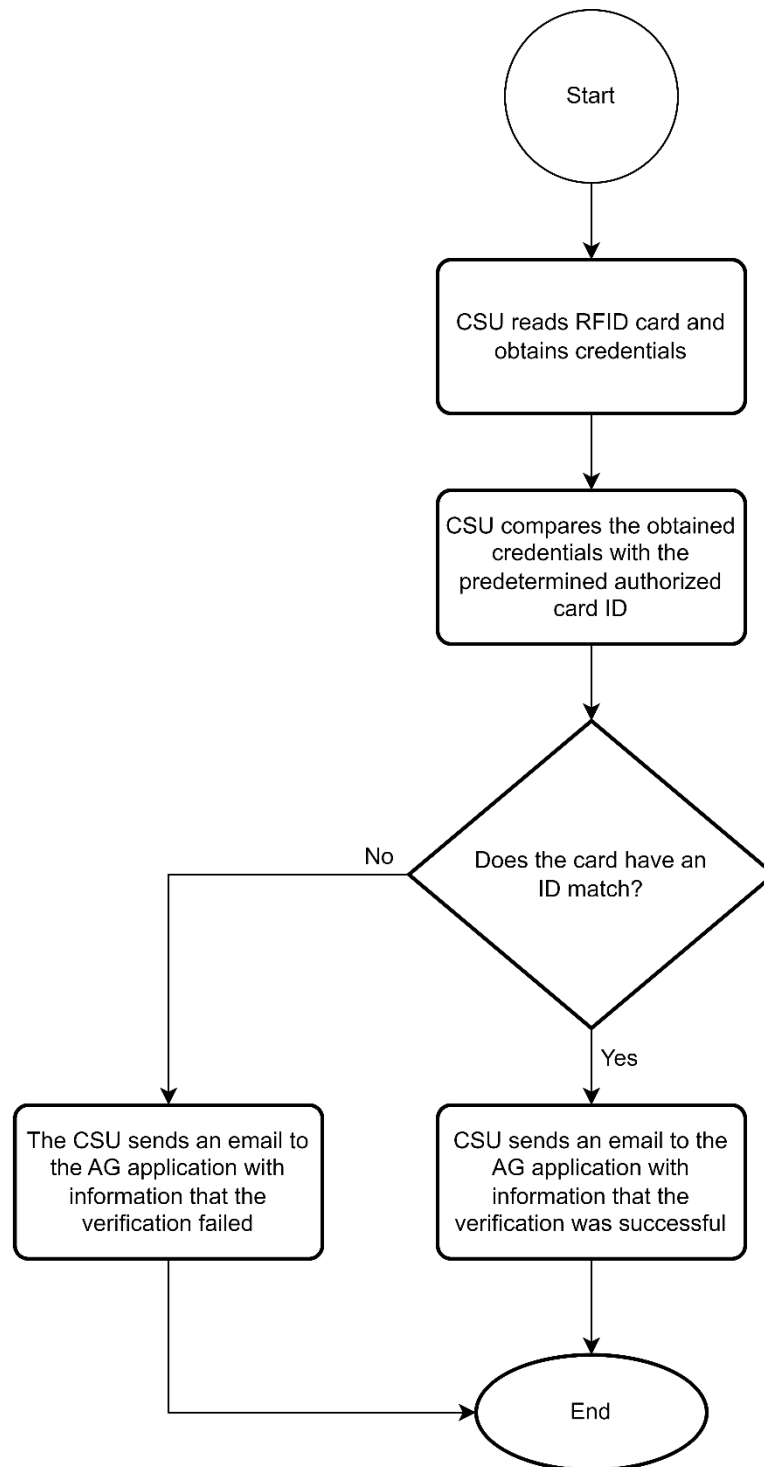 Start
CSU reads RFID card and
obtains credentials
CSU compares the obtained
credentials with the
predetermined authorized
card ID
Does the card have an
ID match?
No
Yes
The CSU sends an email to
the AG application with
information that the
verification failed
CSU sends an email to the
AG application with
information that the
verification was successful
End